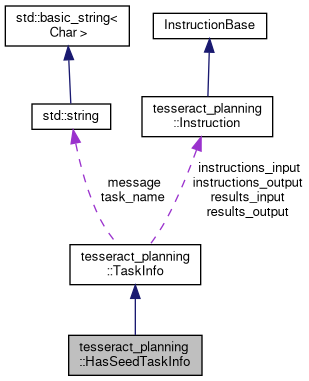 std::basic_string<
Char >
InstructionBase
std::string
tesseract_planning
::Instruction
message
task_name
instructions_input
instructions_output
results_input
results_output
tesseract_planning
::TaskInfo
tesseract_planning
::HasSeedTaskInfo